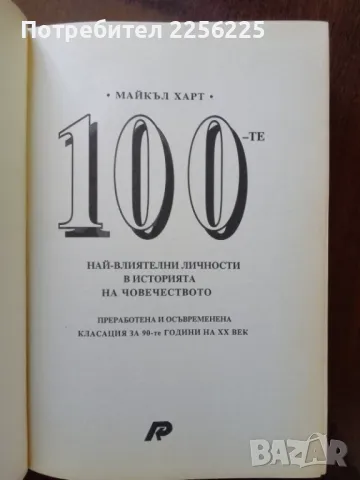 Потребител 2256225
• МАЙКЪЛ ХАРТ •
100-ТЕ
НАЙ-ВЛИЯТЕЛНИ ЛИЧНОСТИ
В ИСТОРИЯТА
НА ЧОВЕЧЕСТВОТО
ПРЕРАБОТЕНА И ОСЪВРЕМЕНЕНА
КЛАСАЦИЯ ЗА 90-те ГОДИНИ НА XX ВЕК
BAZAR